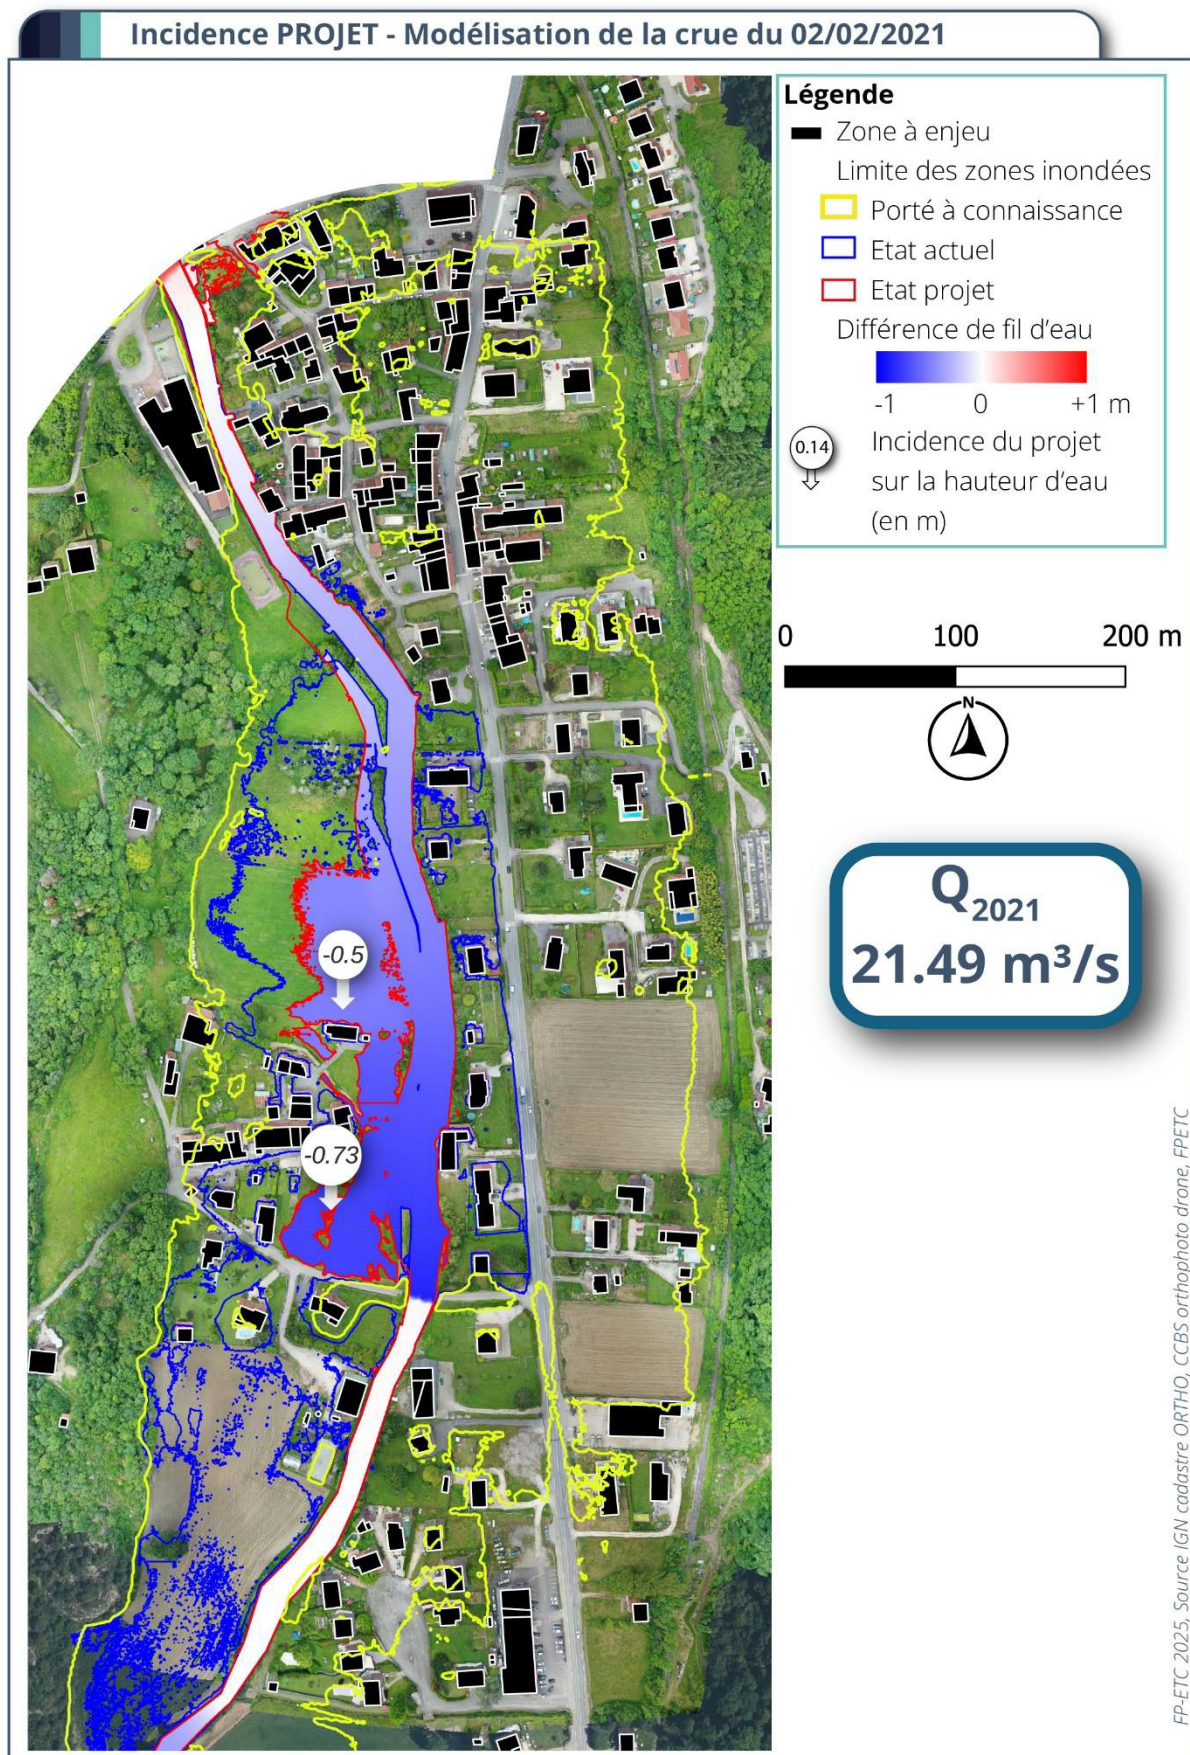 Incidence PROJET - Modélisation de la crue du 02/02/2021
Légende
Zone à enjeu
Limite des zones inondées
Porté à connaissance
Etat actuel
Etat projet
Différence de fil d'eau
-1 0 +1 m
0.14
Incidence du projet
sur la hauteur d'eau
(en m)
0 100 200 m
N
Q2021
21.49 m³/s
-0.5
-0.73
FP-ETC 2025, Source IGN cadastre ORTHO, CCBS orthophoto drone, FPETC